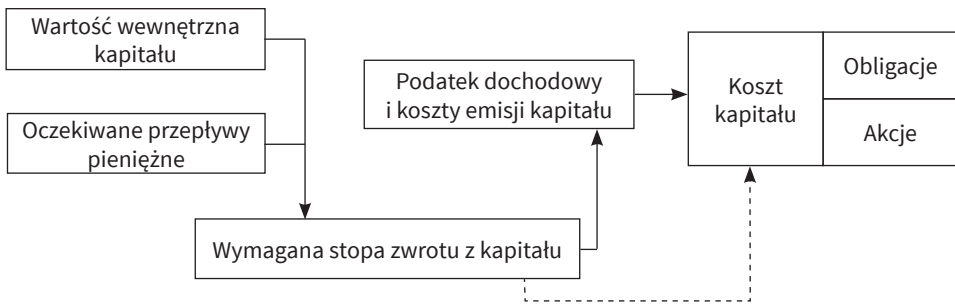 Wartość wewnętrzna
kapitału
Oczekiwane przepływy
pieniężne
Wymagana stopa zwrotu z kapitału
Podatek dochodowy
i koszty emisji kapitału
Koszt
kapitału
Obligacje
Akcje